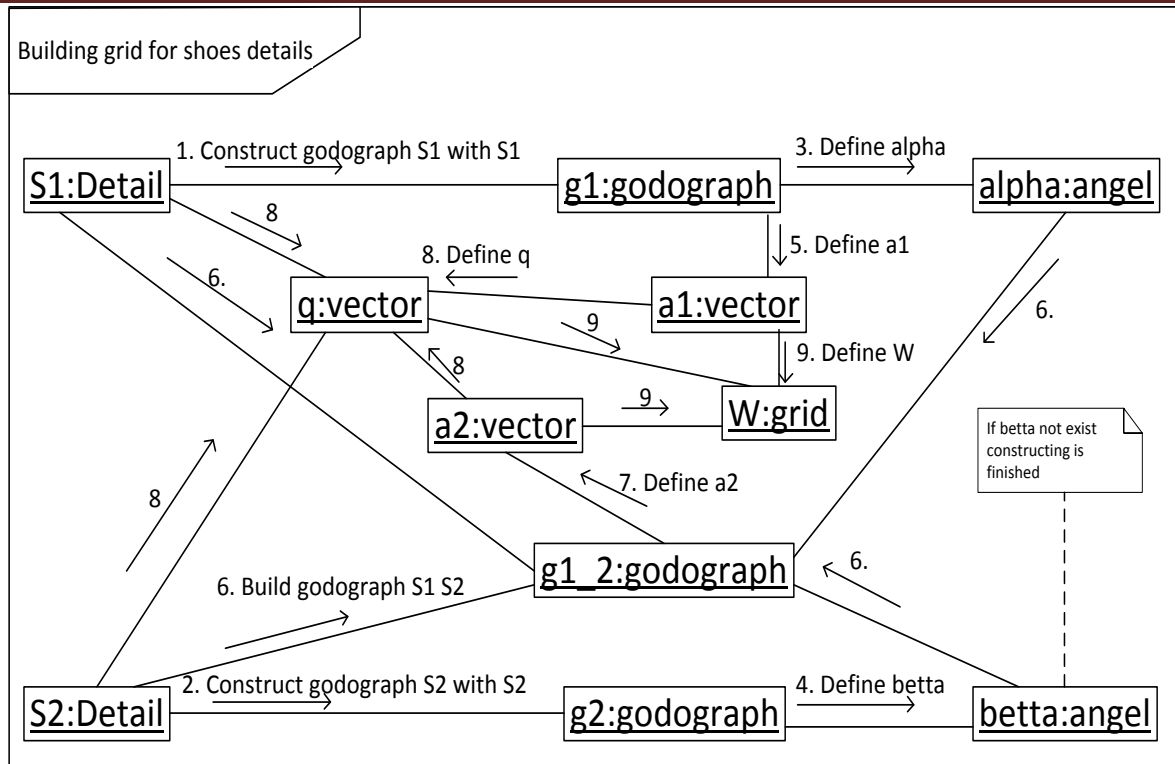 Building grid for shoes details
1. Construct godograph S1 with S1
3. Define alpha
S1:Detail
g1:godograph
alpha:angel
8
5. Define a1
8. Define q
6.
q:vector
a1:vector
6.
9
9. Define W
8
9
W:grid
a2:vector
If betta not exist
constructing is
finished
8
7. Define a2
g1_2:godograph
6.
6. Build godograph S1 S2
2. Construct godograph S2 with S2
4. Define betta
S2:Detail
g2:godograph
betta:angel